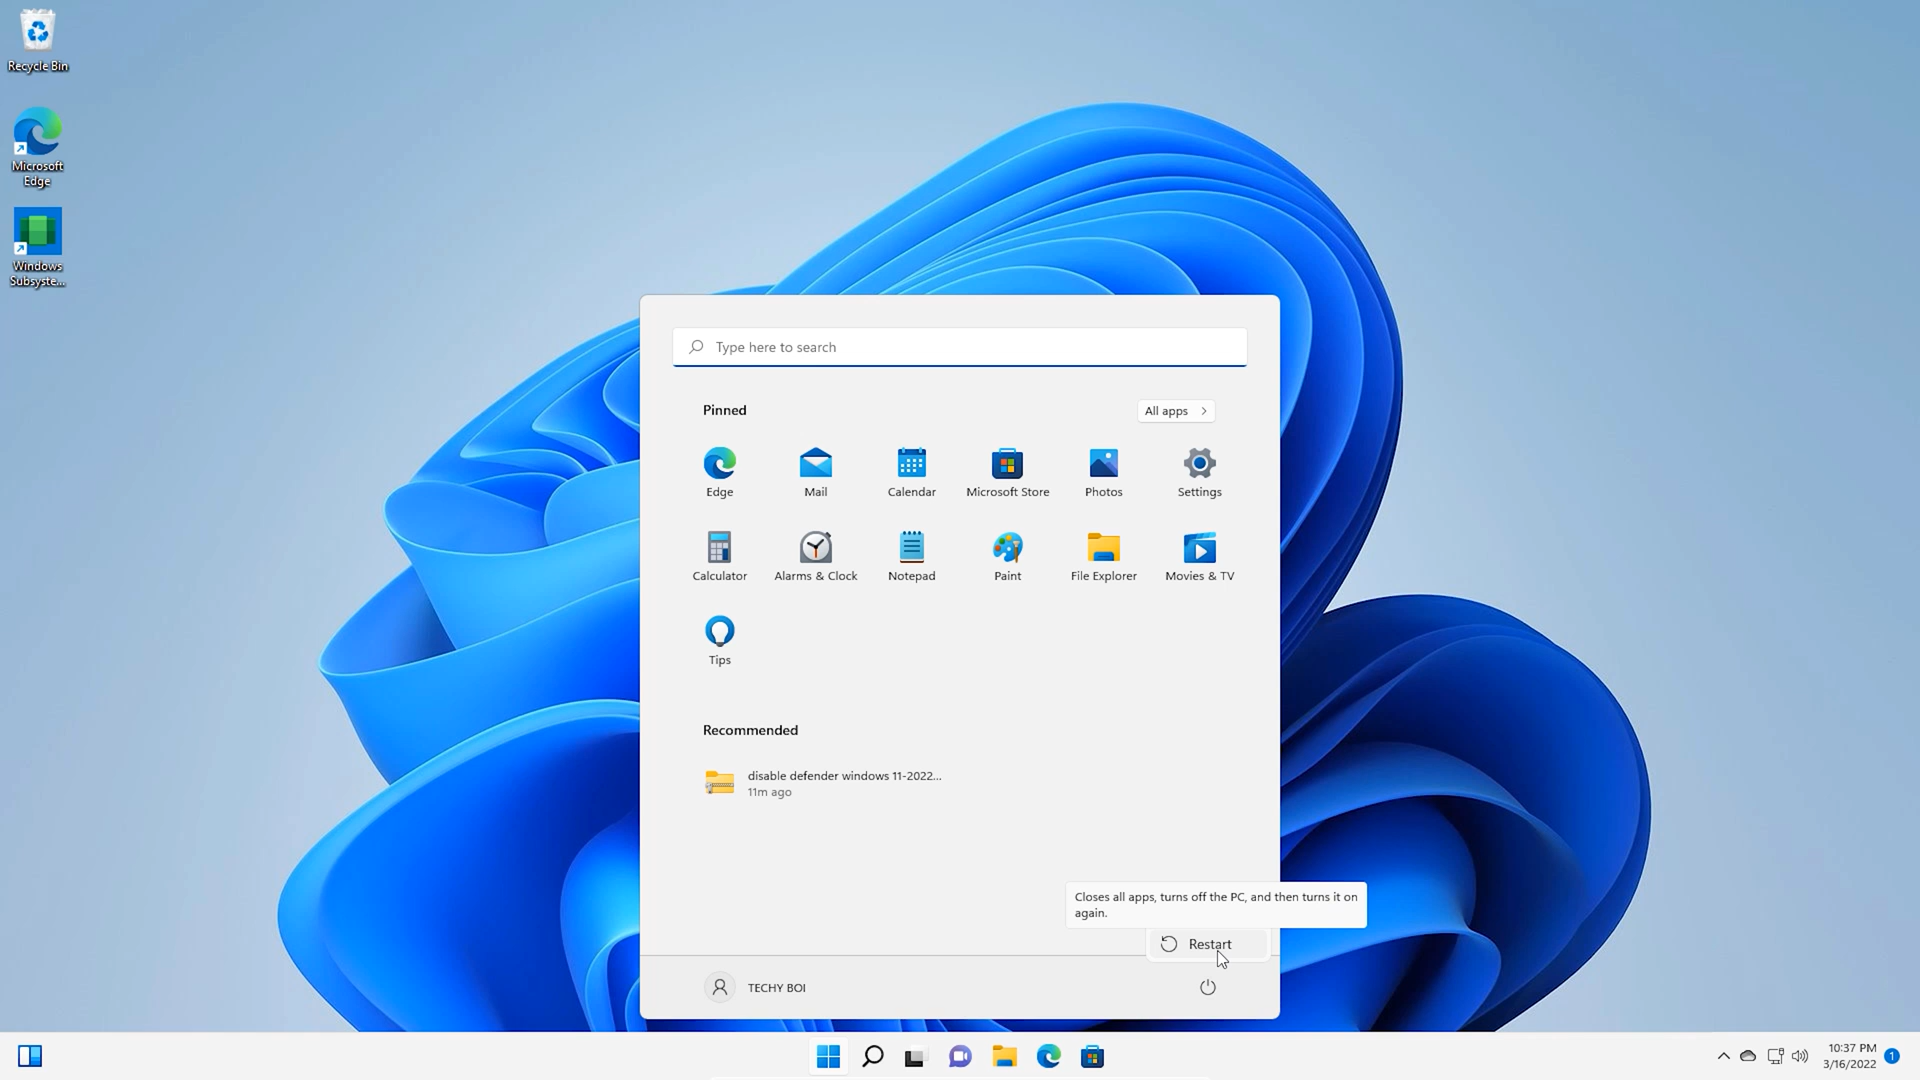 Recycle Bin
Microsoft
Edge
Windows
Subsyste...
Type here to search
Pinned
All apps
Edge
Mail
Calendar
Microsoft Store
Photos
Settings
Calculator
Alarms & Clock
Notepad
Paint
File Explorer
Movies & TV
Tips
Recommended
disable defender windows 11-2022...
11m ago
Closes all apps, turns off the PC, and then turns it on
again.
Restart
TECHY BOI
10:37 PM
3/16/2022
1